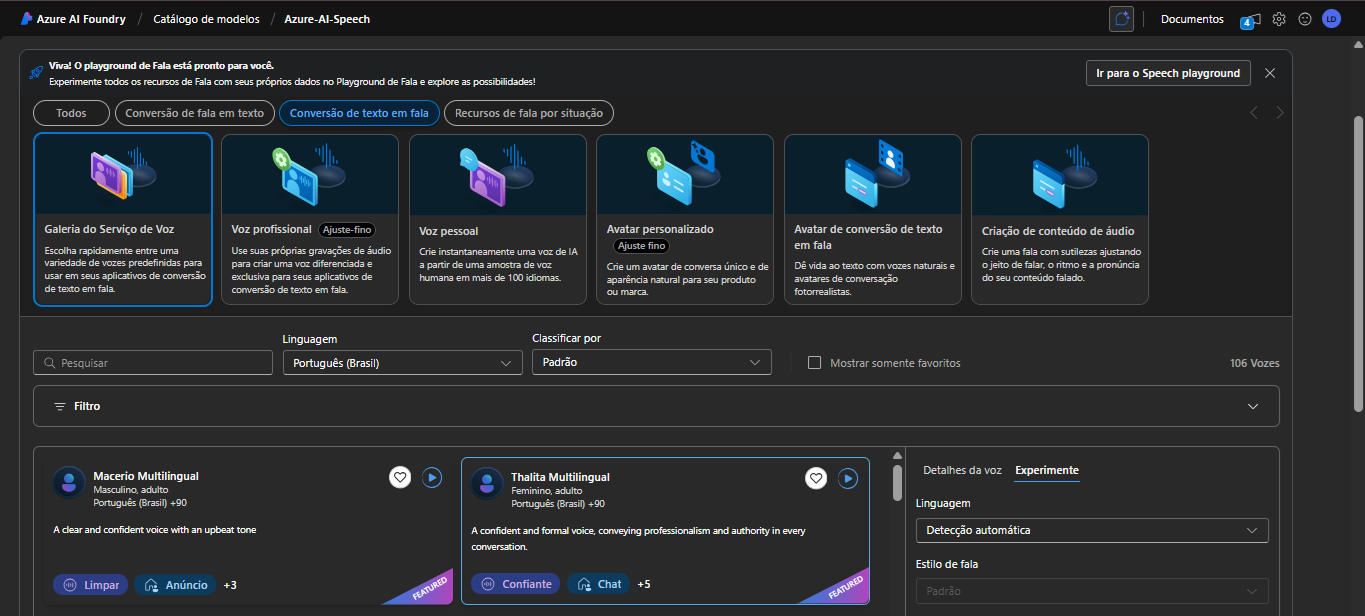 Azure AI Foundry / Catálogo de modelos / Azure-AI-Speech
Documentos
4
LD
Viva! O playground de Fala está pronto para você.
Experimente todos os recursos de Fala com seus próprios dados no Playground de Fala e explore as possibilidades!
Ir para o Speech playground
Todos
Conversão de fala em texto
Conversão de texto em fala
Recursos de fala por situação
Galeria do Serviço de Voz
Escolha rapidamente entre uma
variedade de vozes predefinidas para
usar em seus aplicativos de conversão
de texto em fala.
Voz profissional
Ajuste-fino
Use suas próprias gravações de áudio
para criar uma voz diferenciada e
exclusiva para seus aplicativos de
conversão de texto em fala.
Voz pessoal
Crie instantaneamente uma voz de IA
a partir de uma amostra de voz
humana em mais de 100 idiomas.
Avatar personalizado
Ajuste fino
Crie um avatar de conversa único e de
aparência natural para seu produto
ou marca.
Avatar de conversão de texto
em fala
Dê vida ao texto com vozes naturais e
avatares de conversação
fotorrealistas.
Criação de conteúdo de áudio
Crie uma fala com sutilezas ajustando
o jeito de falar, o ritmo e a pronúncia
do seu conteúdo falado.
Pesquisar
Linguagem
Português (Brasil)
Classificar por
Padrão
Mostrar somente favoritos
106 Vozes
Filtro
Macerio Multilingual
Masculino, adulto
Português (Brasil) +90
A clear and confident voice with an upbeat tone
Limpar
Anúncio
+3
FEATURED
Thalita Multilingual
Feminino, adulto
Português (Brasil) +90
A confident and formal voice, conveying professionalism and authority in every
conversation.
Confiante
Chat
+5
FEATURED
Detalhes da voz
Experimente
Linguagem
Detecção automática
Estilo de fala
Padrão